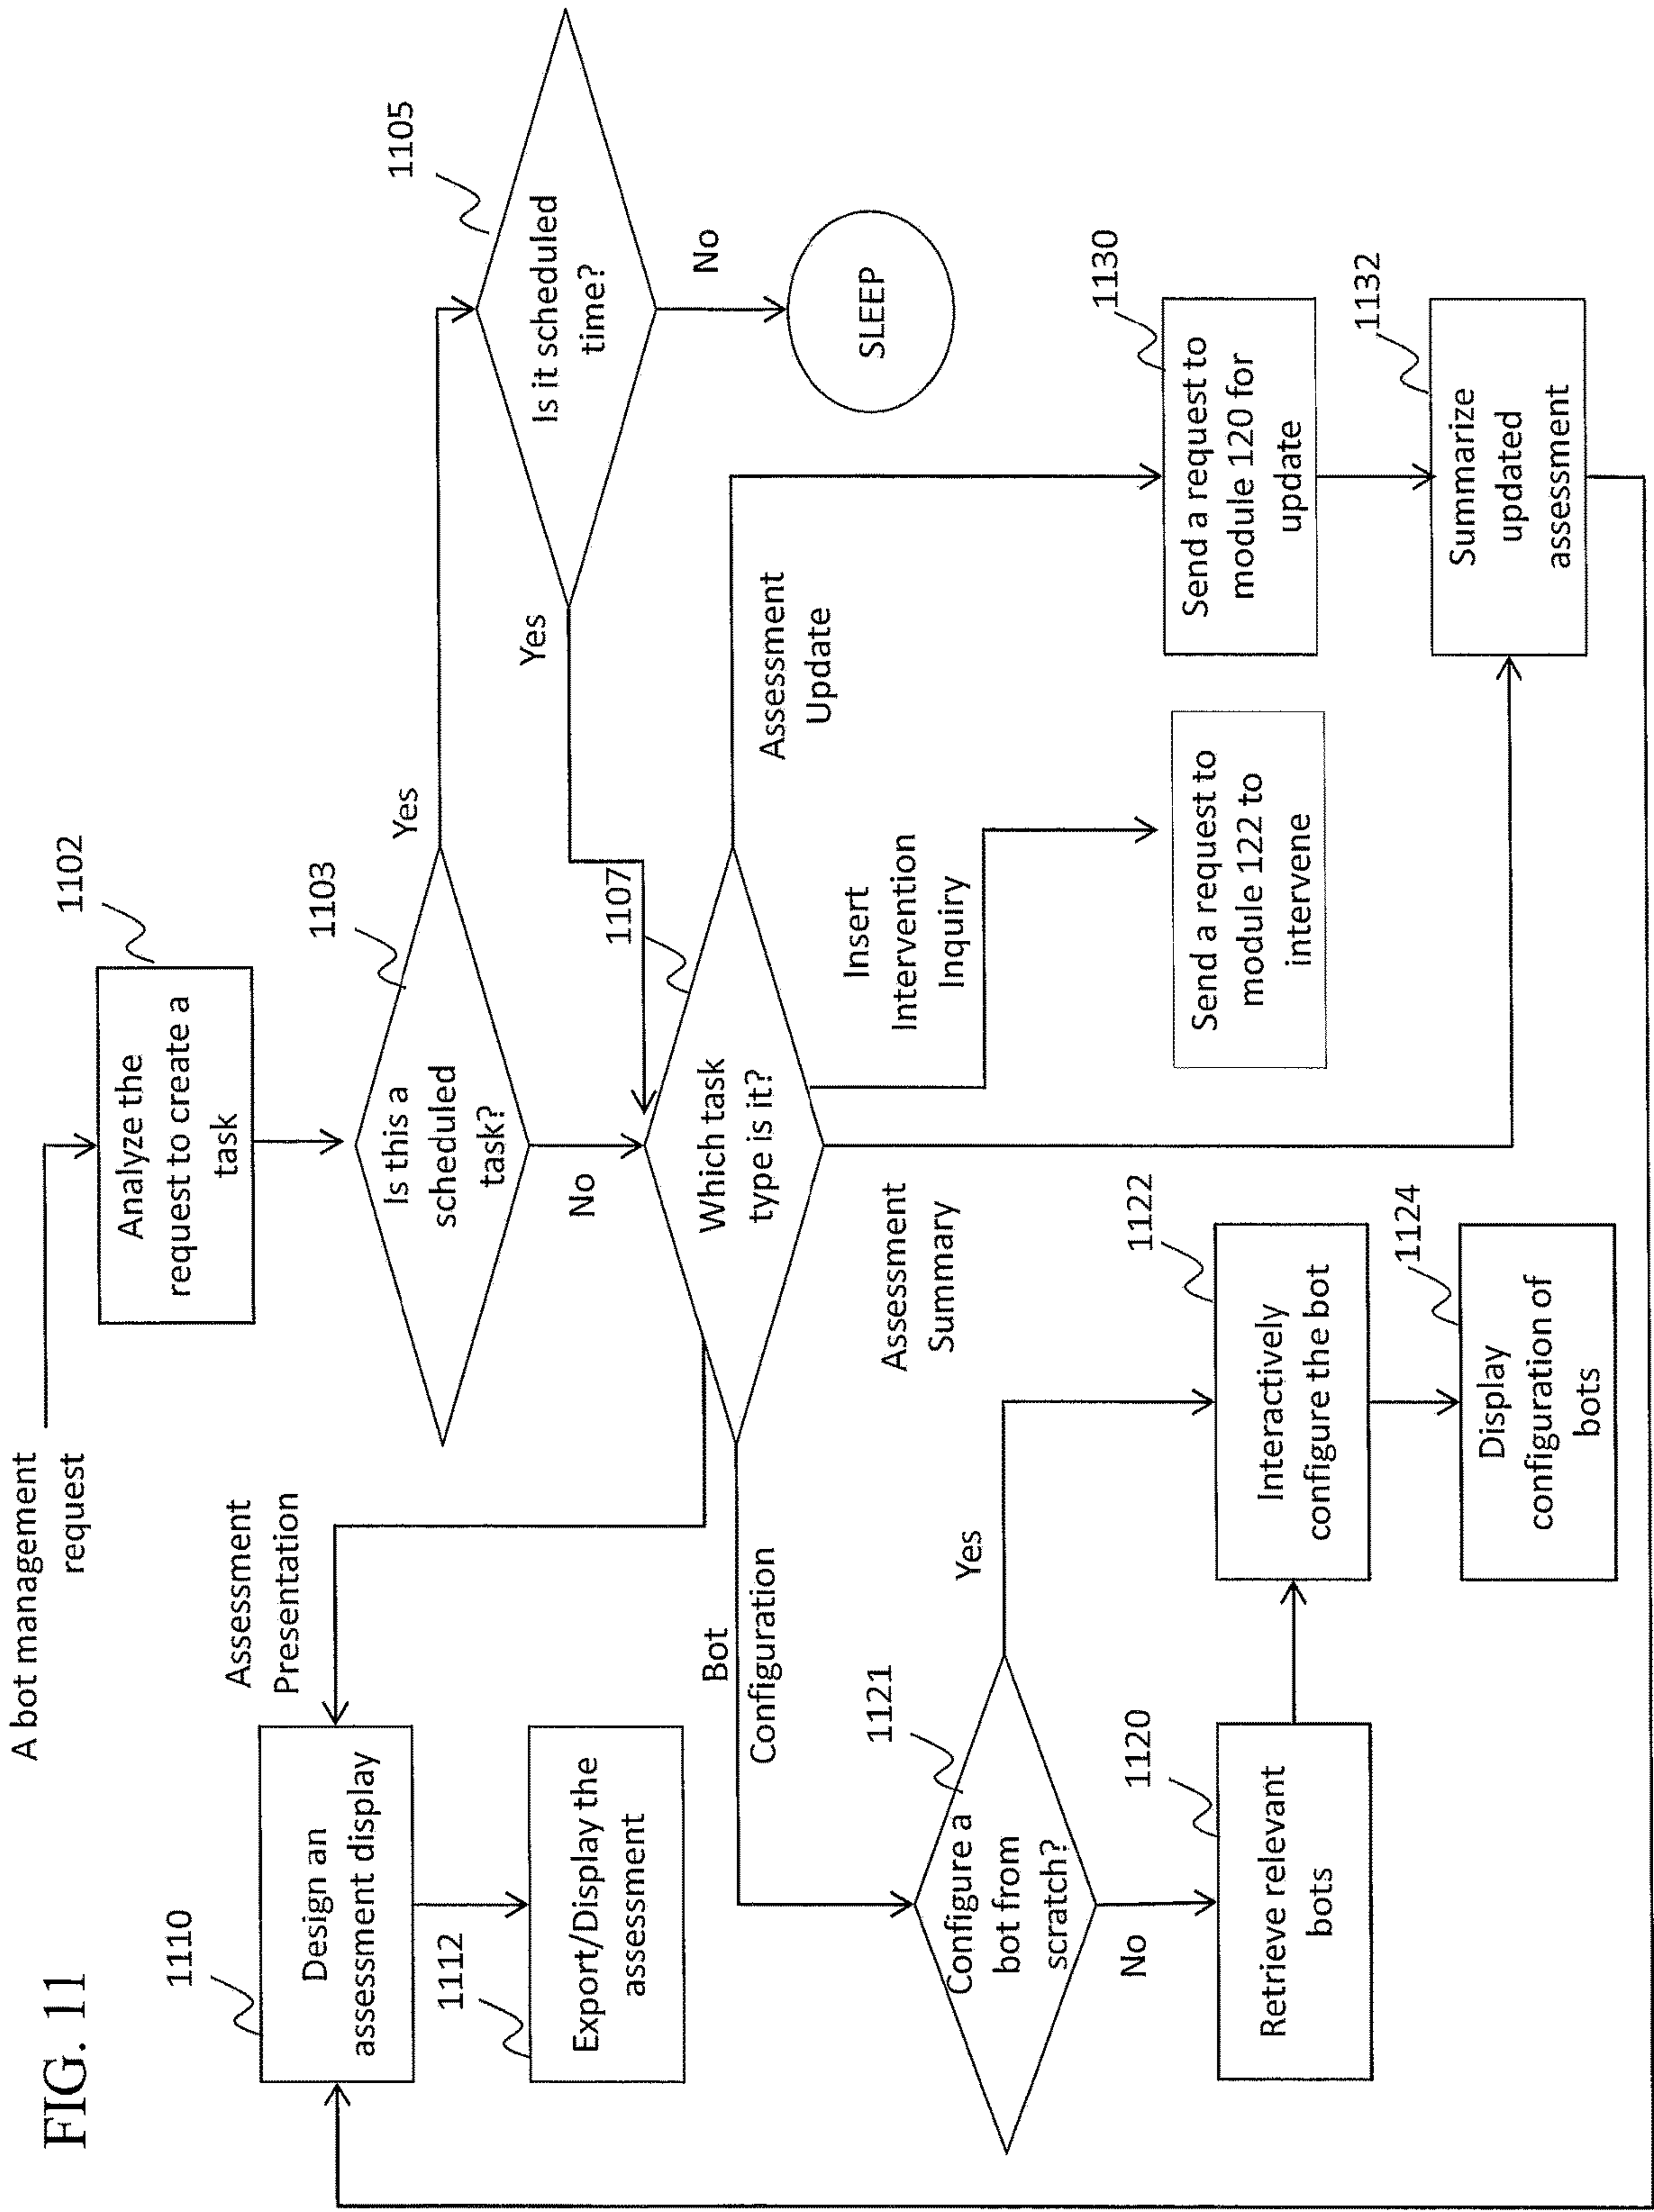 FIG. 11
A bot management
request
1102
Analyze the
request to create a
task
1103
Is this a
scheduled
task?
Yes
No
1105
Is it scheduled
time?
Yes
No
SLEEP
1107
Which task
type is it?
Assessment
Presentation
1110
Design an
assessment display
1112
Export/Display the
assessment
Bot
Configuration
1121
Configure a
bot from
scratch?
Yes
No
1120
Retrieve relevant
bots
1122
Interactively
configure the bot
1124
Display
configuration of
bots
Assessment
Summary
Insert
Intervention
Inquiry
Send a request to
module 122 to
intervene
Assessment
Update
1130
Send a request to
module 120 for
update
1132
Summarize
updated
assessment